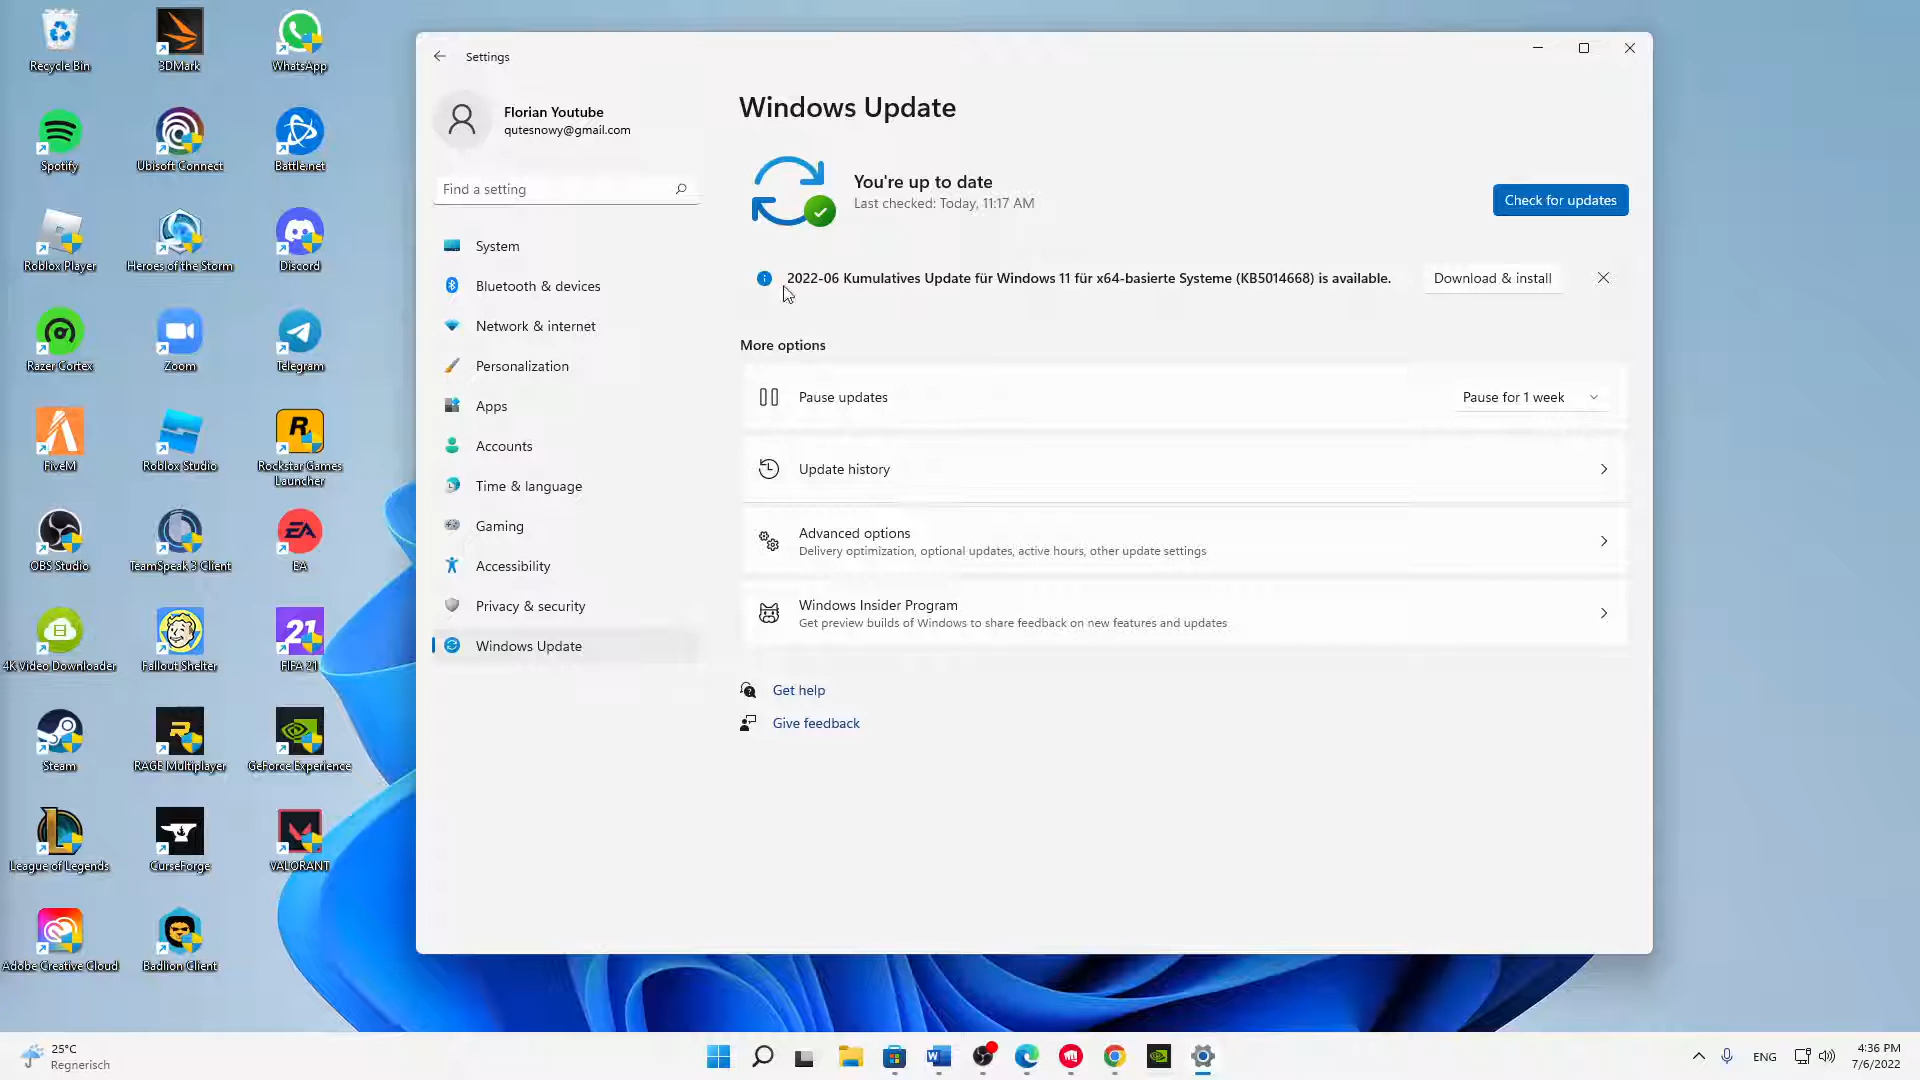 Recycle Bin
3DMark
WhatsApp
Spotify
Ubisoft Connect
Battle.net
Roblox Player
Heroes of the Storm
Discord
Razer Cortex
Zoom
Telegram
FiveM
Roblox Studio
Rockstar Games
Launcher
OBS Studio
TeamSpeak 3 Client
EA
4K Video Downloader
Fallout Shelter
FIFA 21
Steam
RAGE Multiplayer
GeForce Experience
League of Legends
CurseForge
VALORANT
Adobe Creative Cloud
Badlion Client
Settings
Florian Youtube
qutesnowy@gmail.com
Find a setting
System
Bluetooth & devices
Network & internet
Personalization
Apps
Accounts
Time & language
Gaming
Accessibility
Privacy & security
Windows Update
Windows Update
You're up to date
Last checked: Today, 11:17 AM
Check for updates
2022-06 Kumulatives Update für Windows 11 für x64-basierte Systeme (KB5014668) is available.
Download & install
More options
Pause updates
Pause for 1 week
Update history
Advanced options
Delivery optimization, optional updates, active hours, other update settings
Windows Insider Program
Get preview builds of Windows to share feedback on new features and updates
Get help
Give feedback
25°C
Regnerisch
ENG
4:36 PM
7/6/2022